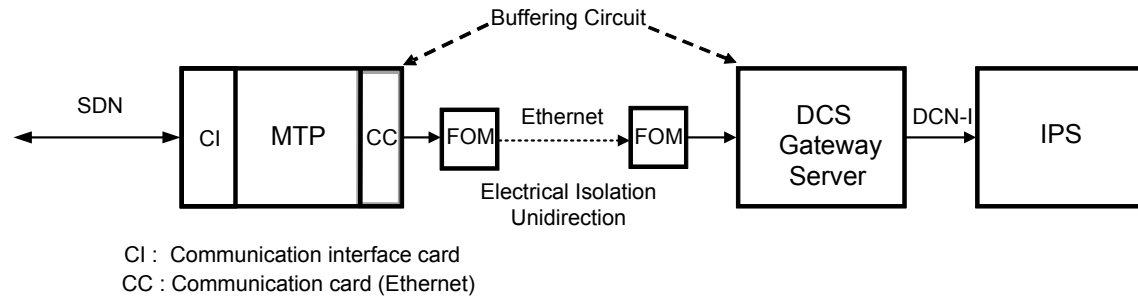 Buffering Circuit
SDN
CI
MTP
CC
FOM
Ethernet
FOM
DCS
Gateway
Server
DCN-I
IPS
Electrical Isolation
Unidirection
CI : Communication interface card
CC : Communication card (Ethernet)